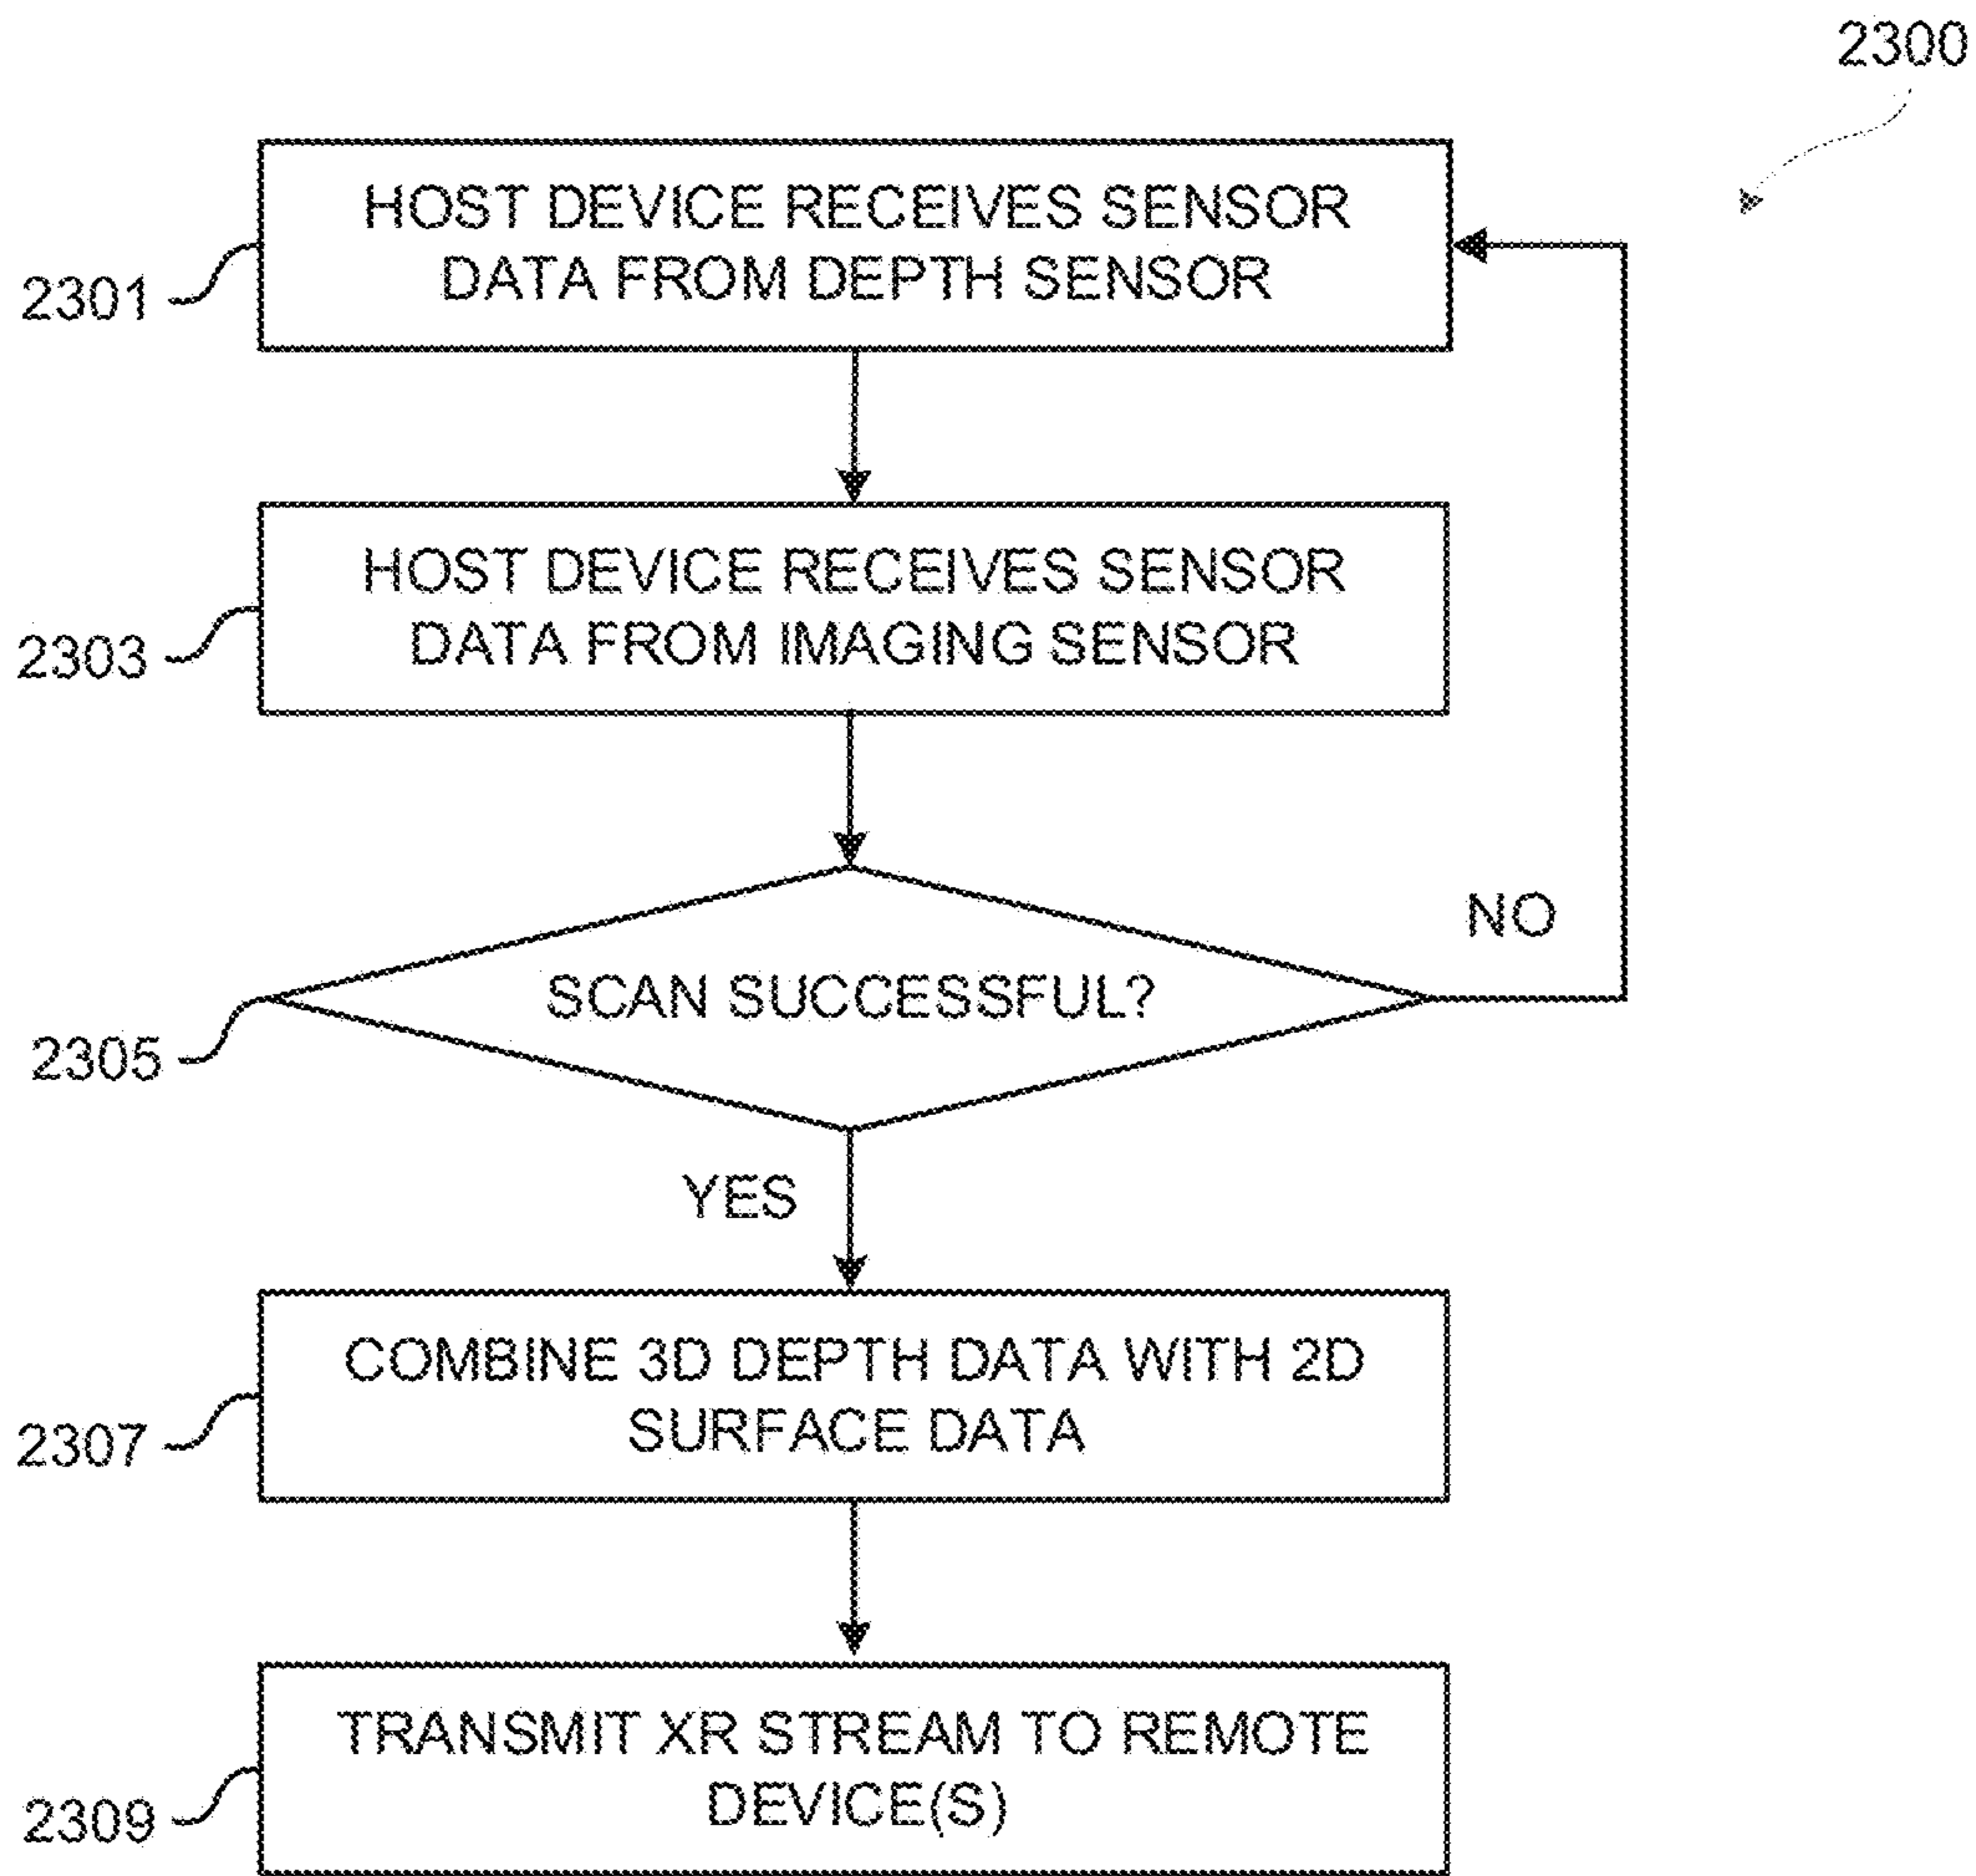 2300
HOST DEVICE RECEIVES SENSOR
DATA FROM DEPTH SENSOR
2301
HOST DEVICE RECEIVES SENSOR
DATA FROM IMAGING SENSOR
2303
NO
SCAN SUCCESSFUL?
2305
YES
COMBINE 3D DEPTH DATA WITH 2D
SURFACE DATA
2307
TRANSMIT XR STREAM TO REMOTE
DEVICE(S)
2309